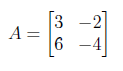 A = [3 −2
6 −4]